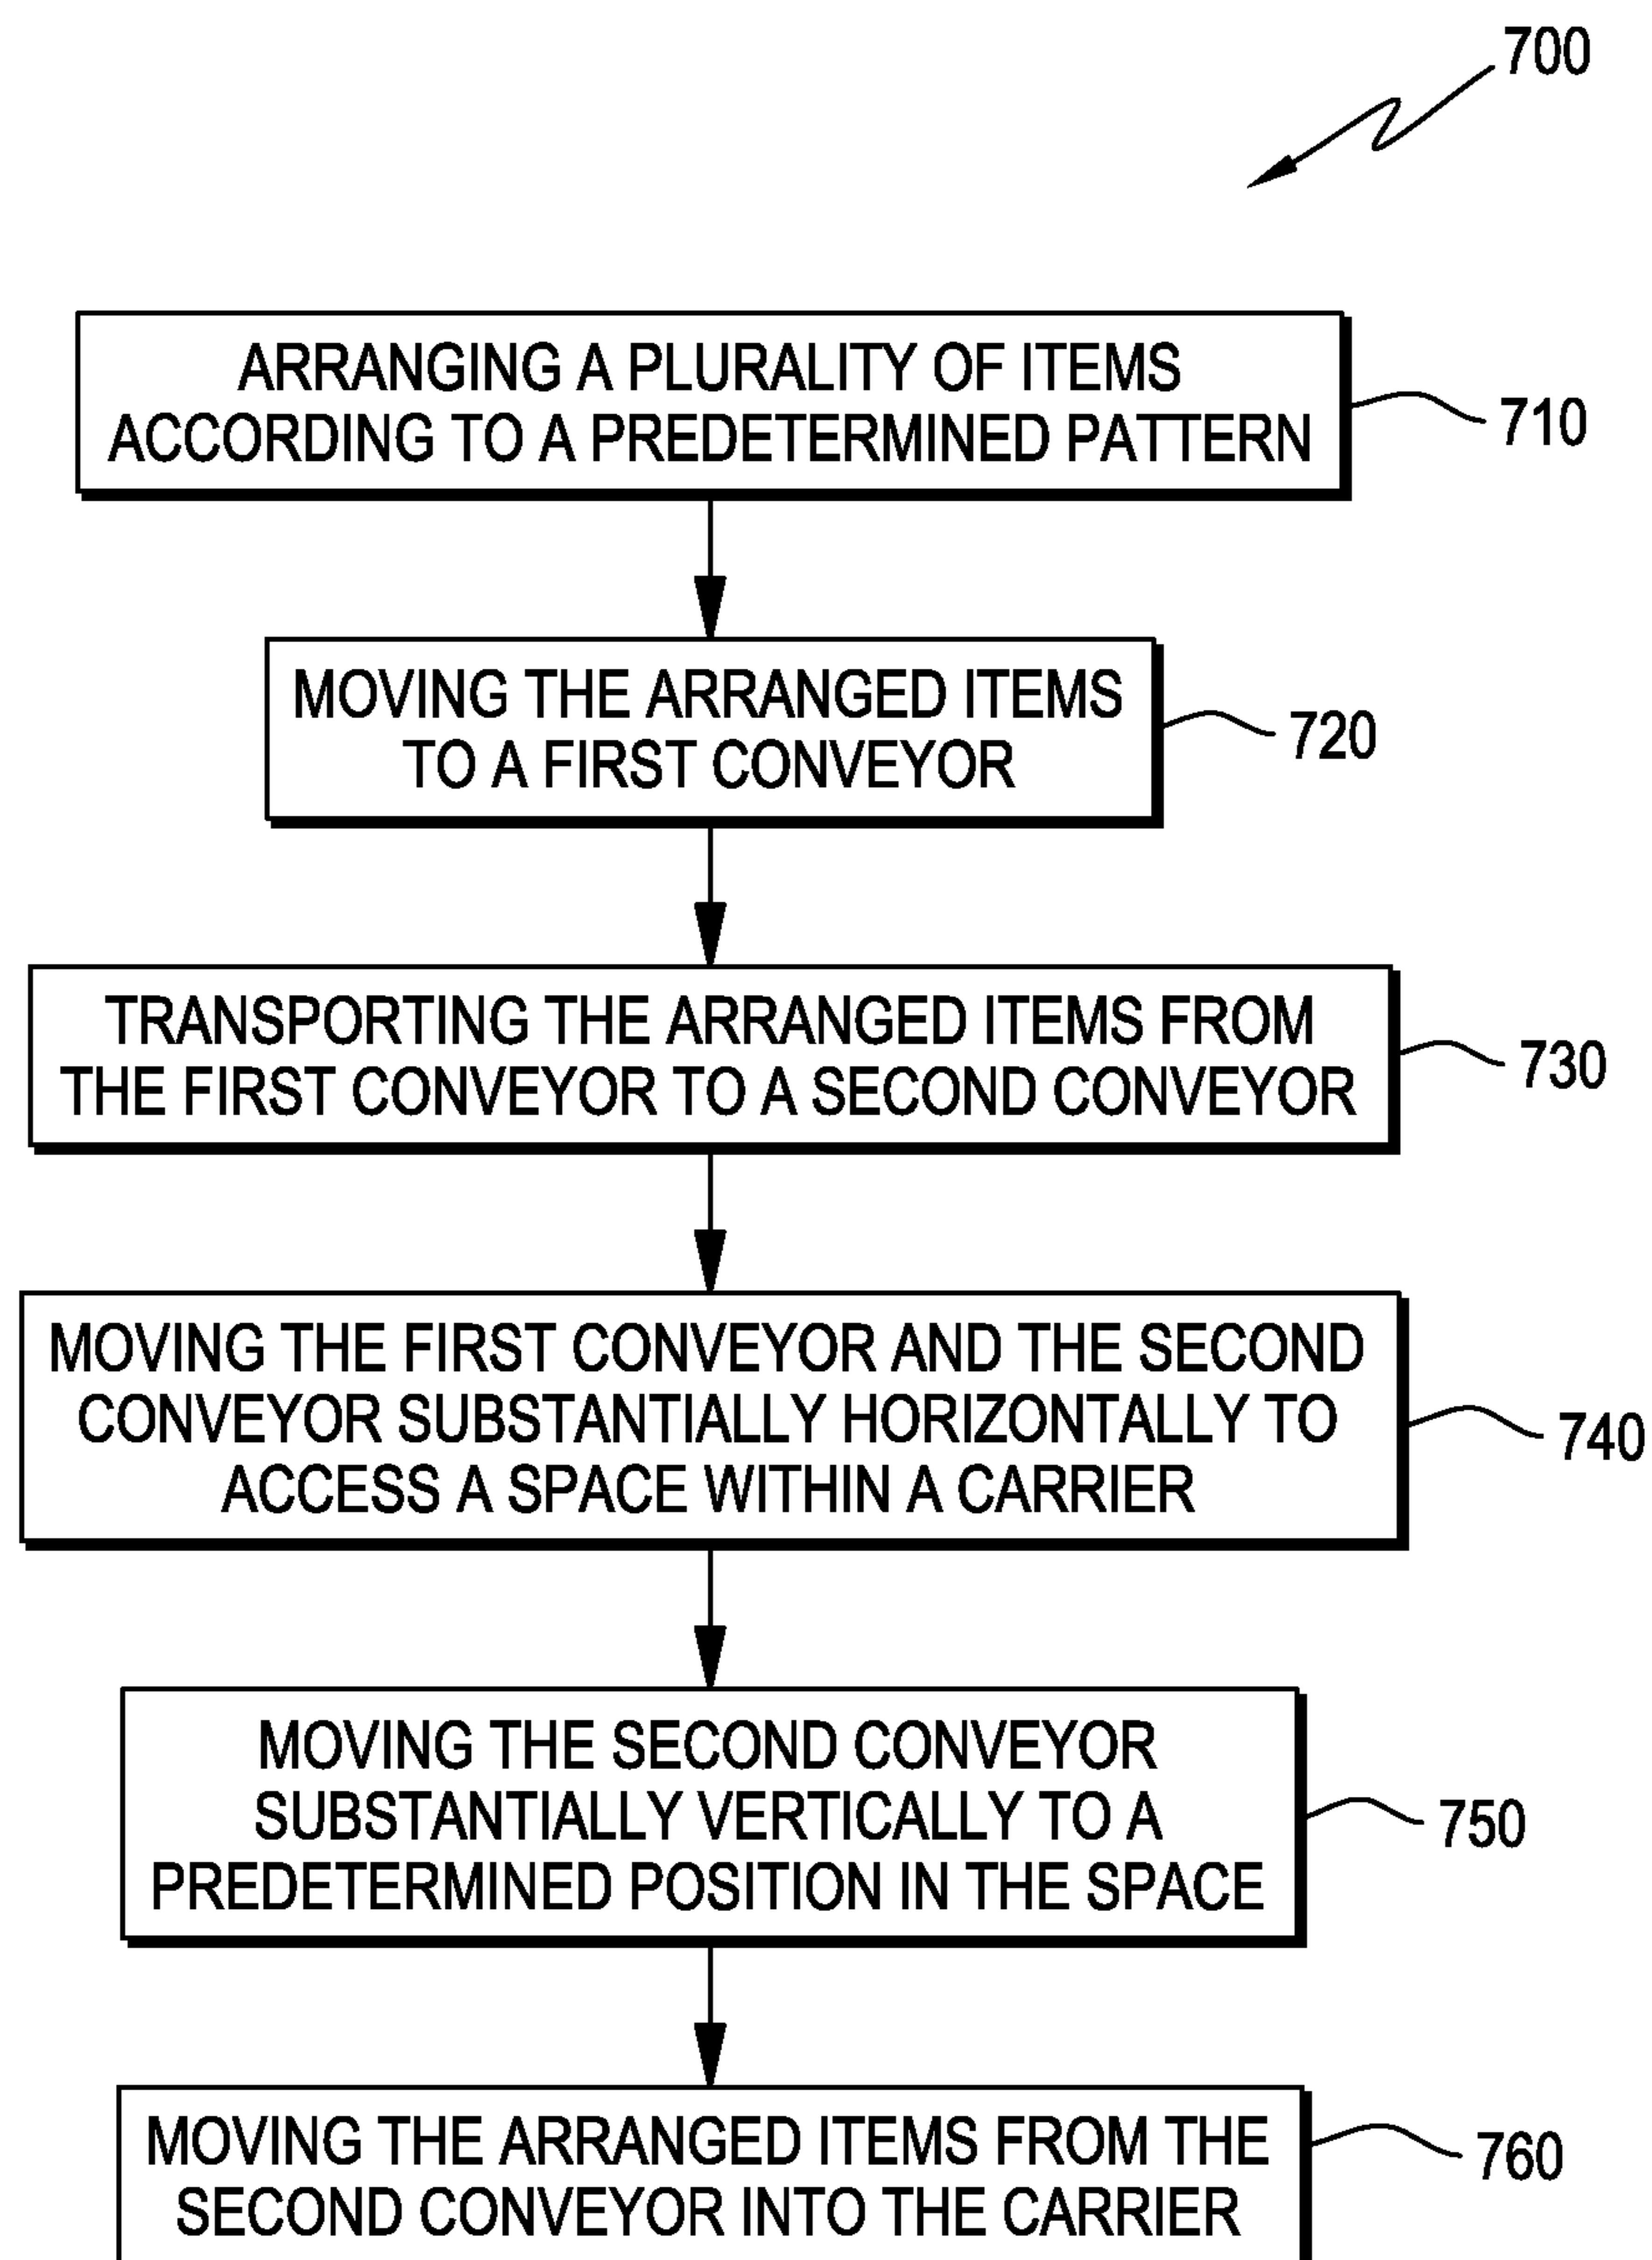 700
ARRANGING A PLURALITY OF ITEMS
ACCORDING TO A PREDETERMINED PATTERN
710
MOVING THE ARRANGED ITEMS
TO A FIRST CONVEYOR
720
TRANSPORTING THE ARRANGED ITEMS FROM
THE FIRST CONVEYOR TO A SECOND CONVEYOR
730
MOVING THE FIRST CONVEYOR AND THE SECOND
CONVEYOR SUBSTANTIALLY HORIZONTALLY TO
ACCESS A SPACE WITHIN A CARRIER
740
MOVING THE SECOND CONVEYOR
SUBSTANTIALLY VERTICALLY TO A
PREDETERMINED POSITION IN THE SPACE
750
MOVING THE ARRANGED ITEMS FROM THE
SECOND CONVEYOR INTO THE CARRIER
760